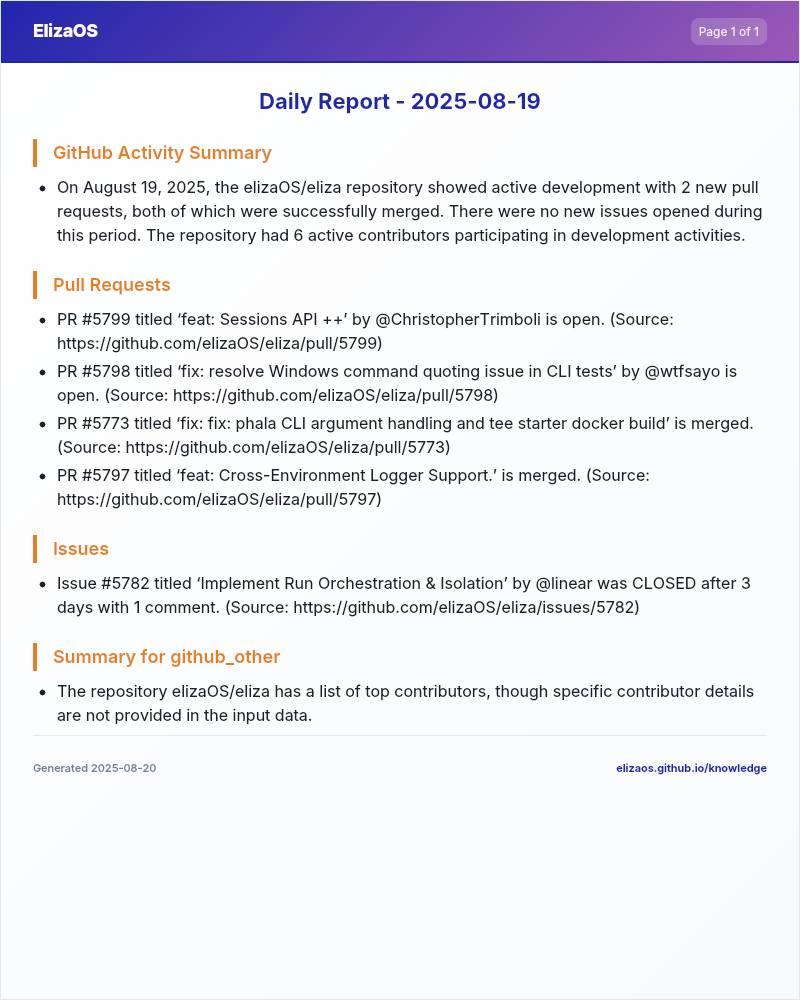 ElizaOS
Page 1 of 1
Daily Report - 2025-08-19
GitHub Activity Summary
• On August 19, 2025, the elizaOS/eliza repository showed active development with 2 new pull
requests, both of which were successfully merged. There were no new issues opened during
this period. The repository had 6 active contributors participating in development activities.
Pull Requests
• PR #5799 titled ‘feat: Sessions API ++’ by @ChristopherTrimboli is open. (Source:
https://github.com/elizaOS/eliza/pull/5799)
• PR #5798 titled ‘fix: resolve Windows command quoting issue in CLI tests’ by @wtfsayo is
open. (Source: https://github.com/elizaOS/eliza/pull/5798)
• PR #5773 titled ‘fix: fix: phala CLI argument handling and tee starter docker build’ is merged.
(Source: https://github.com/elizaOS/eliza/pull/5773)
• PR #5797 titled ‘feat: Cross-Environment Logger Support.’ is merged. (Source:
https://github.com/elizaOS/eliza/pull/5797)
Issues
• Issue #5782 titled ‘Implement Run Orchestration & Isolation’ by @linear was CLOSED after 3
days with 1 comment. (Source: https://github.com/elizaOS/eliza/issues/5782)
Summary for github_other
• The repository elizaOS/eliza has a list of top contributors, though specific contributor details
are not provided in the input data.
Generated 2025-08-20
elizaos.github.io/knowledge